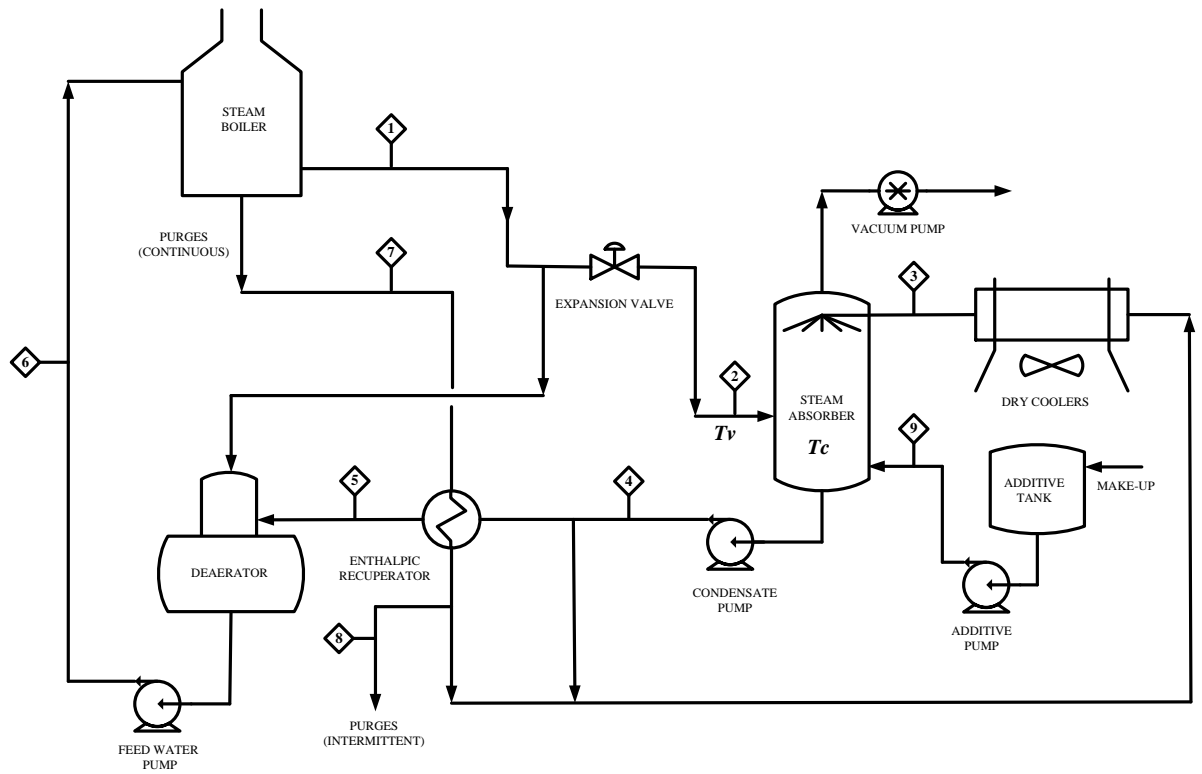 STEAM
BOILER
1
PURGES
(CONTINUOUS)
7
EXPANSION VALVE
VACUUM PUMP
3
6
2
Tv
STEAM
ABSORBER
Tc
DRY COOLERS
9
ADDITIVE
TANK
MAKE-UP
5
4
ENTHALPIC
RECUPERATOR
DEAERATOR
CONDENSATE
PUMP
ADDITIVE
PUMP
8
PURGES
(INTERMITTENT)
FEED WATER
PUMP